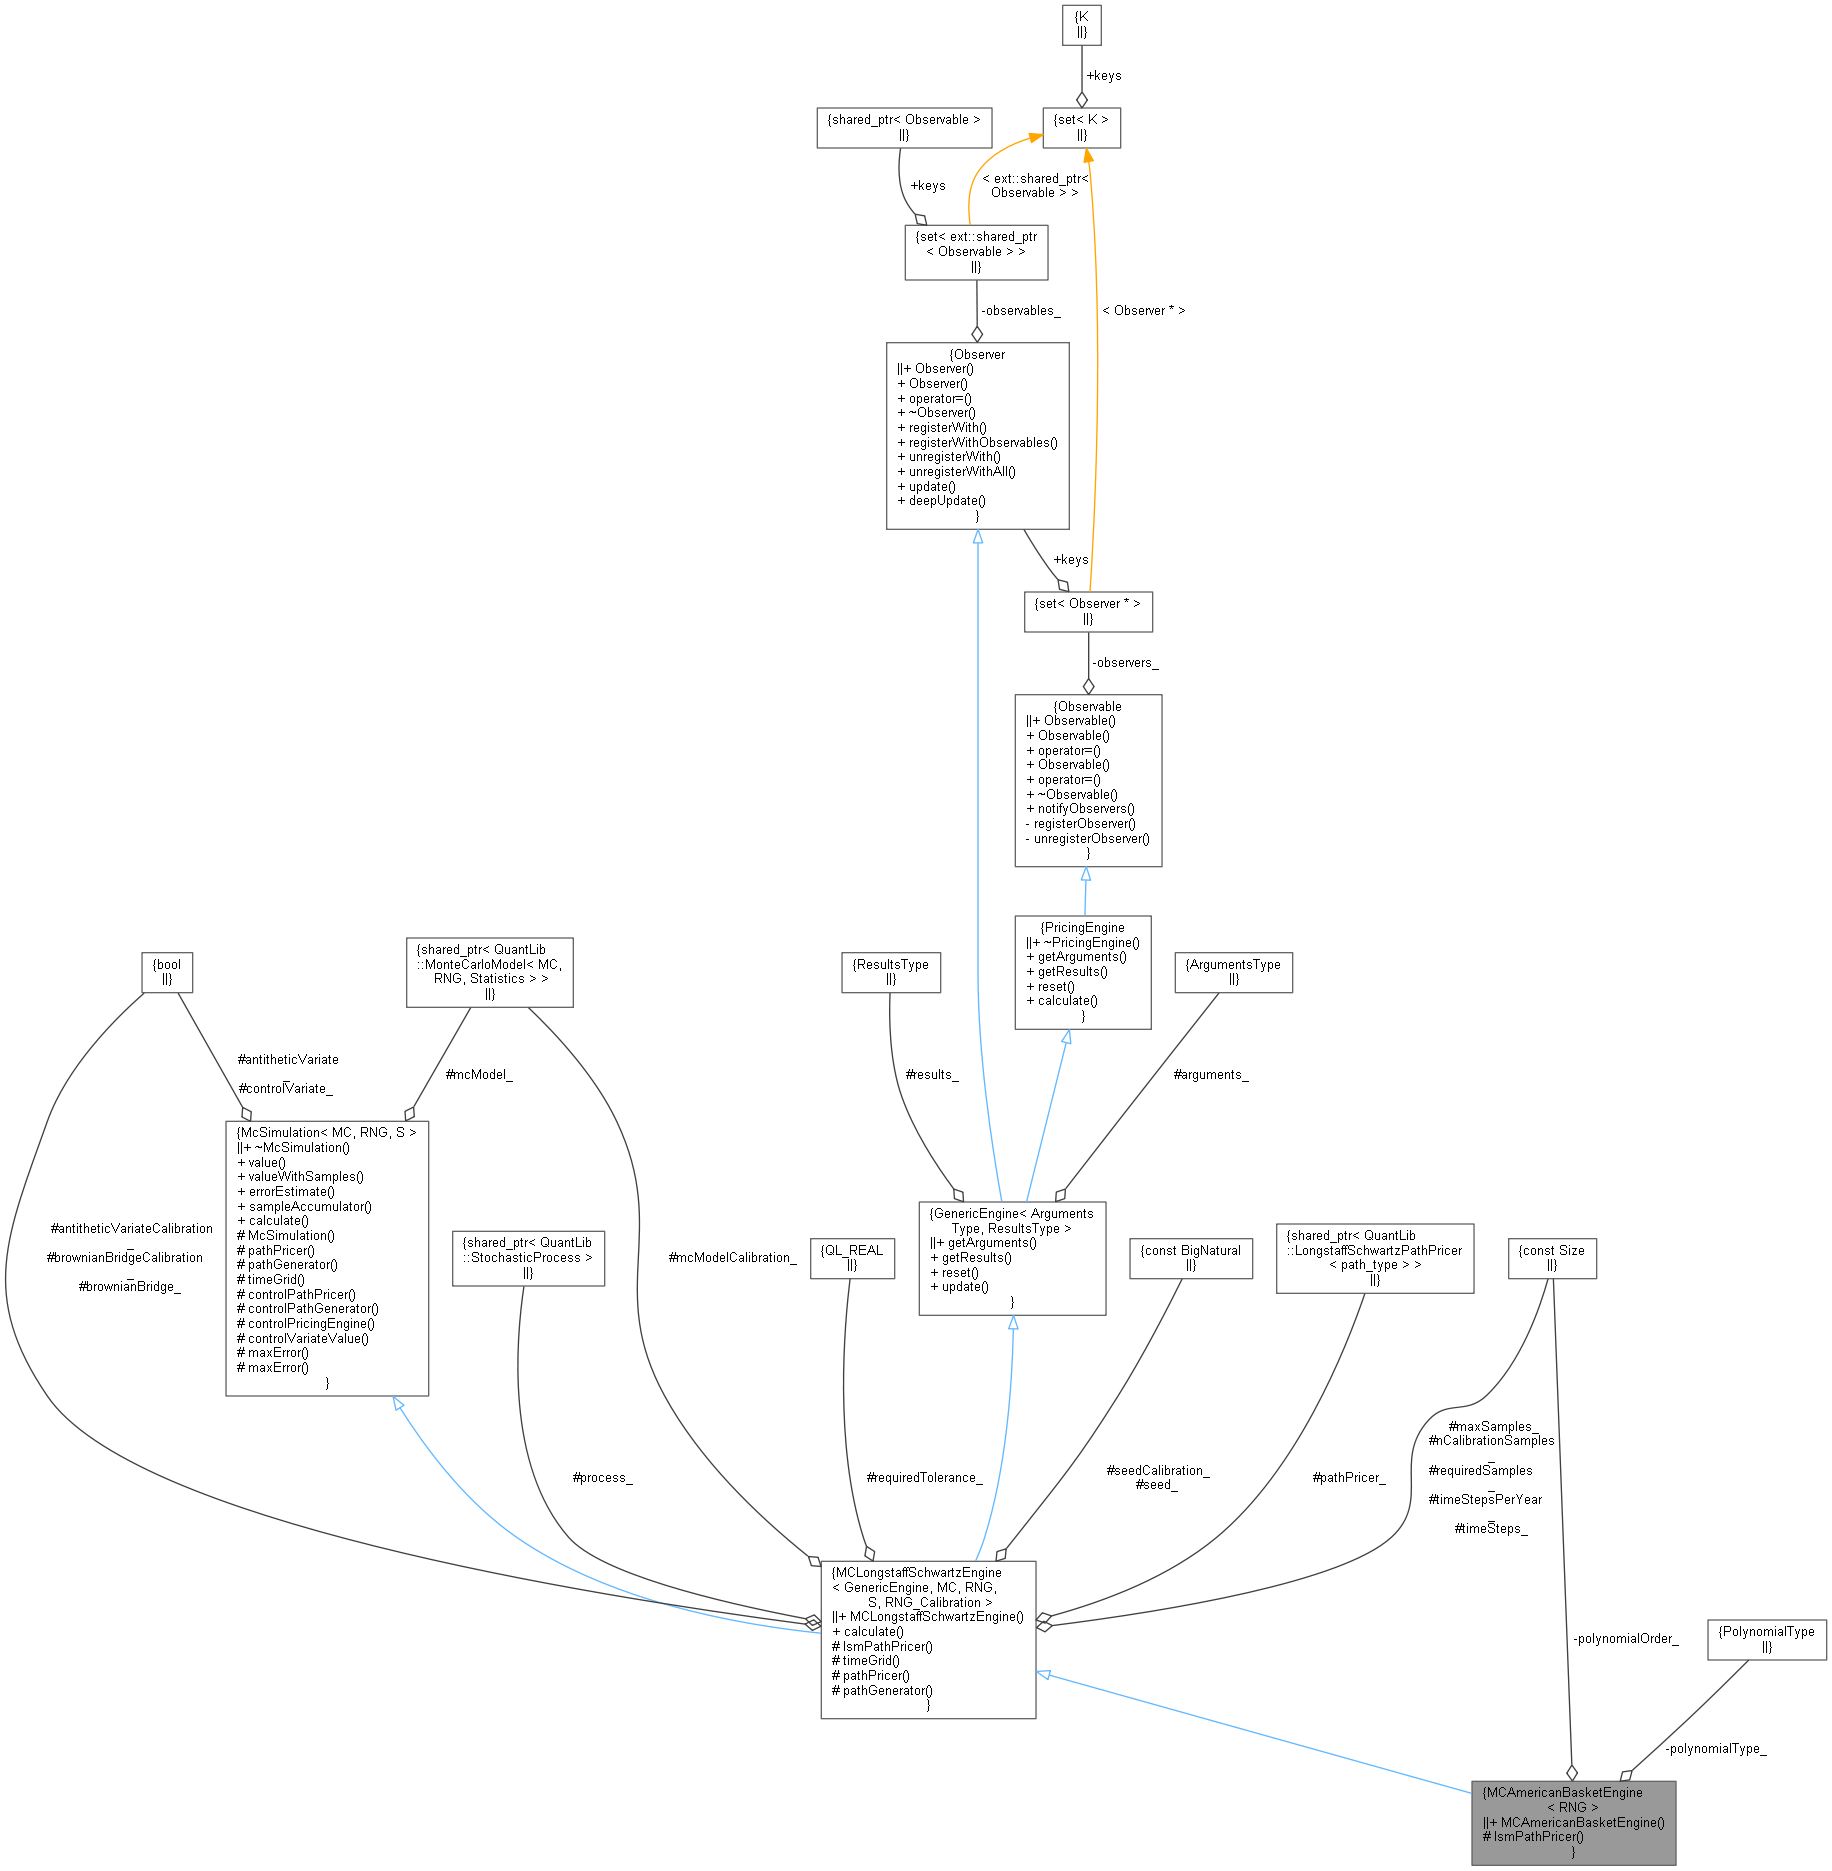 {K
||}
+keys
{shared_ptr< Observable >
||}
{set< K >
||}
+keys
< ext::shared_ptr<
Observable > >
{set< ext::shared_ptr
< Observable > >
||}
-observables_
< Observer * >
{Observer
||+ Observer()
+ Observer()
+ operator=()
+ ~Observer()
+ registerWith()
+ registerWithObservables()
+ unregisterWith()
+ unregisterWithAll()
+ update()
+ deepUpdate()
}
+keys
{set< Observer * >
||}
-observers_
{Observable
||+ Observable()
+ Observable()
+ operator=()
+ Observable()
+ operator=()
+ ~Observable()
+ notifyObservers()
- registerObserver()
- unregisterObserver()
}
{PricingEngine
||+ ~PricingEngine()
+ getArguments()
+ getResults()
+ reset()
+ calculate()
}
{bool
||}
{shared_ptr< QuantLib
::MonteCarloModel< MC,
RNG, Statistics > >
||}
{ResultsType
||}
{ArgumentsType
||}
#antitheticVariate
_
#controlVariate_
#mcModel_
#results_
#arguments_
{McSimulation< MC, RNG, S >
||+ ~McSimulation()
+ value()
+ valueWithSamples()
+ errorEstimate()
+ sampleAccumulator()
+ calculate()
# McSimulation()
# pathPricer()
# pathGenerator()
# timeGrid()
# controlPathPricer()
# controlPathGenerator()
# controlPricingEngine()
# controlVariateValue()
# maxError()
# maxError()
}
#antitheticVariateCalibration
_
#brownianBridgeCalibration
_
#brownianBridge_
{shared_ptr< QuantLib
::StochasticProcess >
||}
#mcModelCalibration_
{QL_REAL
||}
{GenericEngine< Arguments
Type, ResultsType >
||+ getArguments()
+ getResults()
+ reset()
+ update()
}
{const BigNatural
||}
{shared_ptr< QuantLib
::LongstaffSchwartzPathPricer
< path_type > >
||}
{const Size
||}
#process_
#requiredTolerance_
#seedCalibration_
#seed_
#pathPricer_
#maxSamples_
#nCalibrationSamples
_
#requiredSamples
_
#timeStepsPerYear
_
#timeSteps_
{MCLongstaffSchwartzEngine
< GenericEngine, MC, RNG,
S, RNG_Calibration >
||+ MCLongstaffSchwartzEngine()
+ calculate()
# lsmPathPricer()
# timeGrid()
# pathPricer()
# pathGenerator()
}
-polynomialOrder_
{PolynomialType
||}
-polynomialType_
{MCAmericanBasketEngine
< RNG >
||+ MCAmericanBasketEngine()
# lsmPathPricer()
}